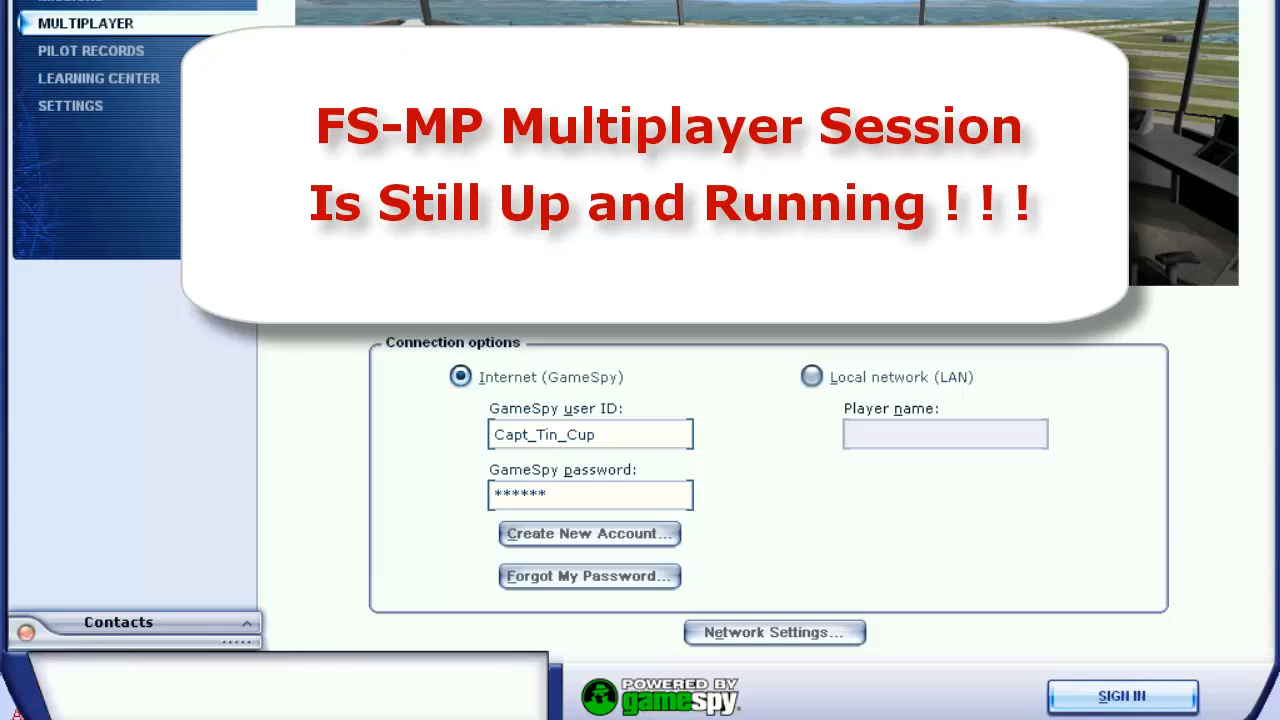 MULTIPLAYER
PILOT RECORDS
LEARNING CENTER
SETTINGS
FS-MP Multiplayer Session
Is Still Up and Running ! ! !
Connection options
Internet (GameSpy)
Local network (LAN)
GameSpy user ID:
Player name:
Capt_Tin_Cup
GameSpy password:
******
Create New Account...
Forgot My Password...
Contacts
Network Settings...
POWERED BY
gamespy
SIGN IN